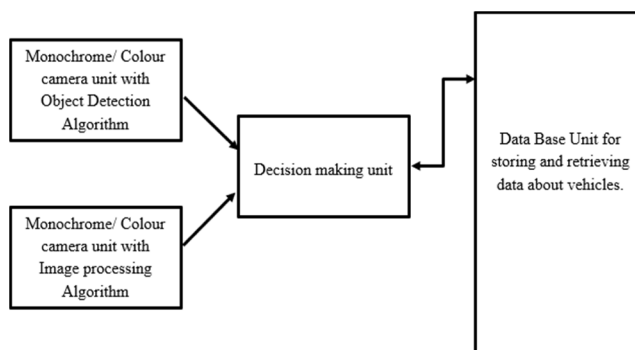 Monochrome/ Colour
camera unit with
Object Detection
Algorithm
Decision making unit
Data Base Unit for
storing and retrieving
data about vehicles.
Monochrome/ Colour
camera unit with
Image processing
Algorithm